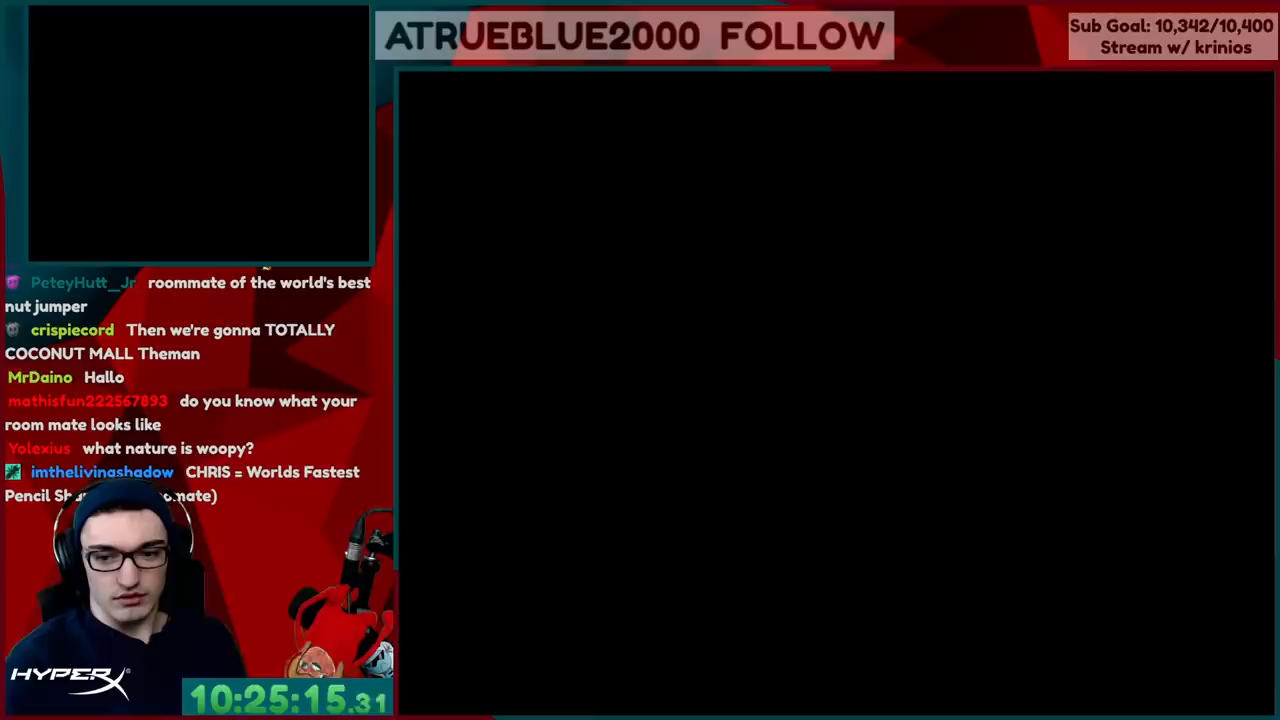 ATRUEBLUE2000 FOLLOW
Sub Goal: 10,342/10,400
Stream w/ krinios
PeteyHutt_Jr roommate of the world's best
nut jumper
crispiecord Then we're gonna TOTALLY
COCONUT MALL Theman
MrDaino Hallo
mathisfun222567893 do you know what your
room mate looks like
Yolexius what nature is woopy?
imthelivingshadow CHRIS = Worlds Fastest
Pencil
HYPERX
10:25:15.31